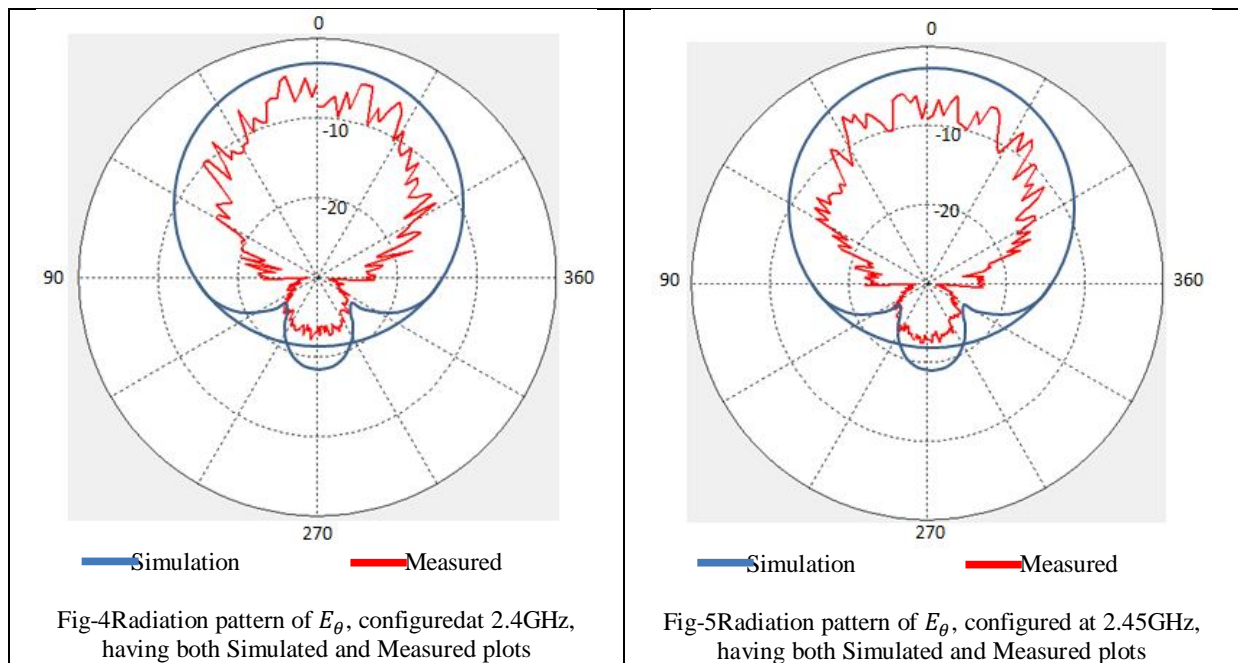 0
-10
-20
90
360
270
Simulation Measured
Fig-4Radiation pattern of E_θ, configuredat 2.4GHz,
having both Simulated and Measured plots
0
-10
-20
90
360
270
Simulation Measured
Fig-5Radiation pattern of E_θ, configured at 2.45GHz,
having both Simulated and Measured plots